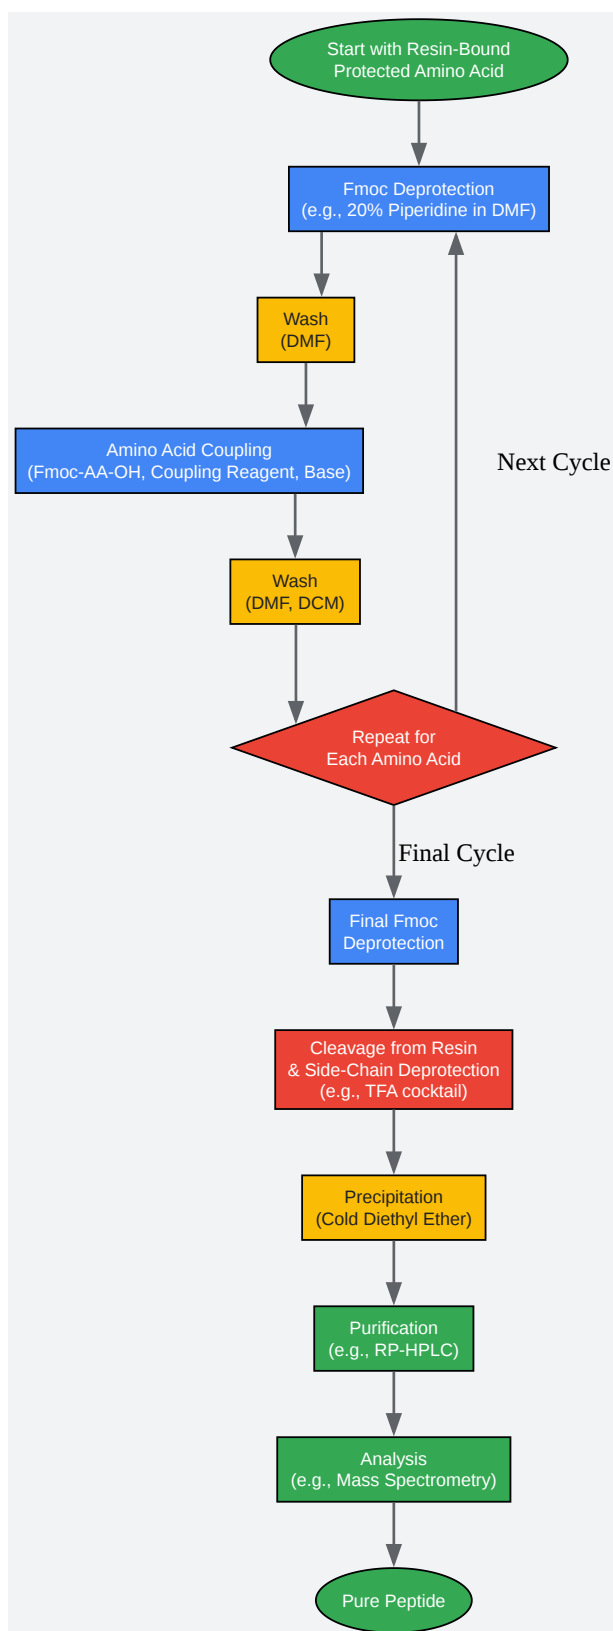 Start with Resin-Bound
Protected Amino Acid
Fmoc Deprotection
(e.g., 20% Piperidine in DMF)
Wash
(DMF)
Amino Acid Coupling
(Fmoc-AA-OH, Coupling Reagent, Base)
Next Cycle
Wash
(DMF, DCM)
Repeat for
Each Amino Acid
Final Cycle
Final Fmoc
Deprotection
Cleavage from Resin
& Side-Chain Deprotection
(e.g., TFA cocktail)
Precipitation
(Cold Diethyl Ether)
Purification
(e.g., RP-HPLC)
Analysis
(e.g., Mass Spectrometry)
Pure Peptide